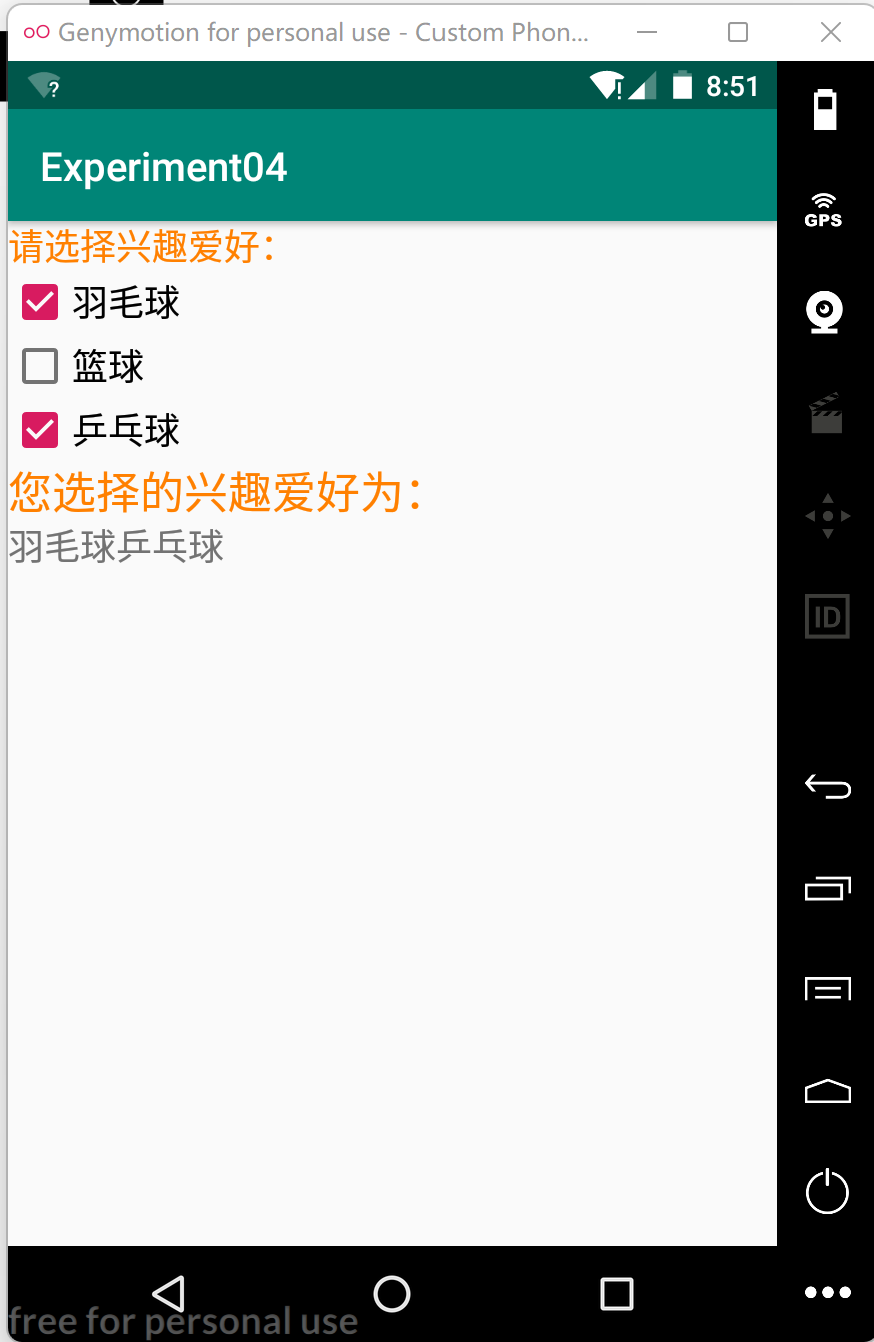 Genymotion for personal use - Custom Phon...
8:51
Experiment04
GPS
请选择兴趣爱好：
羽毛球
篮球
乒乓球
您选择的兴趣爱好为：
羽毛球乒乓球
ID
free for personal use